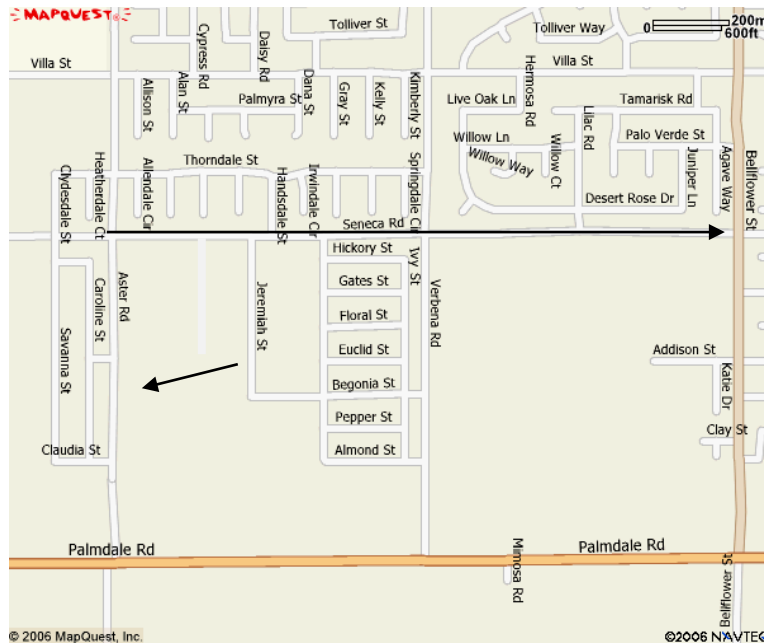 MAPQUEST
Tolliver St
Tolliver Way
0 200m
600ft
Cypress Rd
Daisy Rd
Villa St
Villa St
Allison St
Alan St
Dana St
Gray St
Kelly St
Kimberly St
Hermosa Rd
Palmyra St
Live Oak Ln
Tamarisk Rd
Lilac Rd
Willow Ln
Palo Verde St
Willow Way
Willow Ct
Juniper Ln
Agave Way
Bellflower St
Clydesdale St
Heatherdale Ct
Allendale Cir
Thorndale St
Handsdale St
Irwindale Cir
Springdale Cir
Desert Rose Dr
Seneca Rd
Hickory St
Ivy St
Aster Rd
Caroline St
Jeremiah St
Gates St
Verbena Rd
Floral St
Savanna St
Euclid St
Addison St
Katie Dr
Begonia St
Pepper St
Clay St
Claudia St
Almond St
Palmdale Rd
Palmdale Rd
Mimosa Rd
Bellflower St
© 2006 MapQuest, Inc.
©2006 NAVTEQ